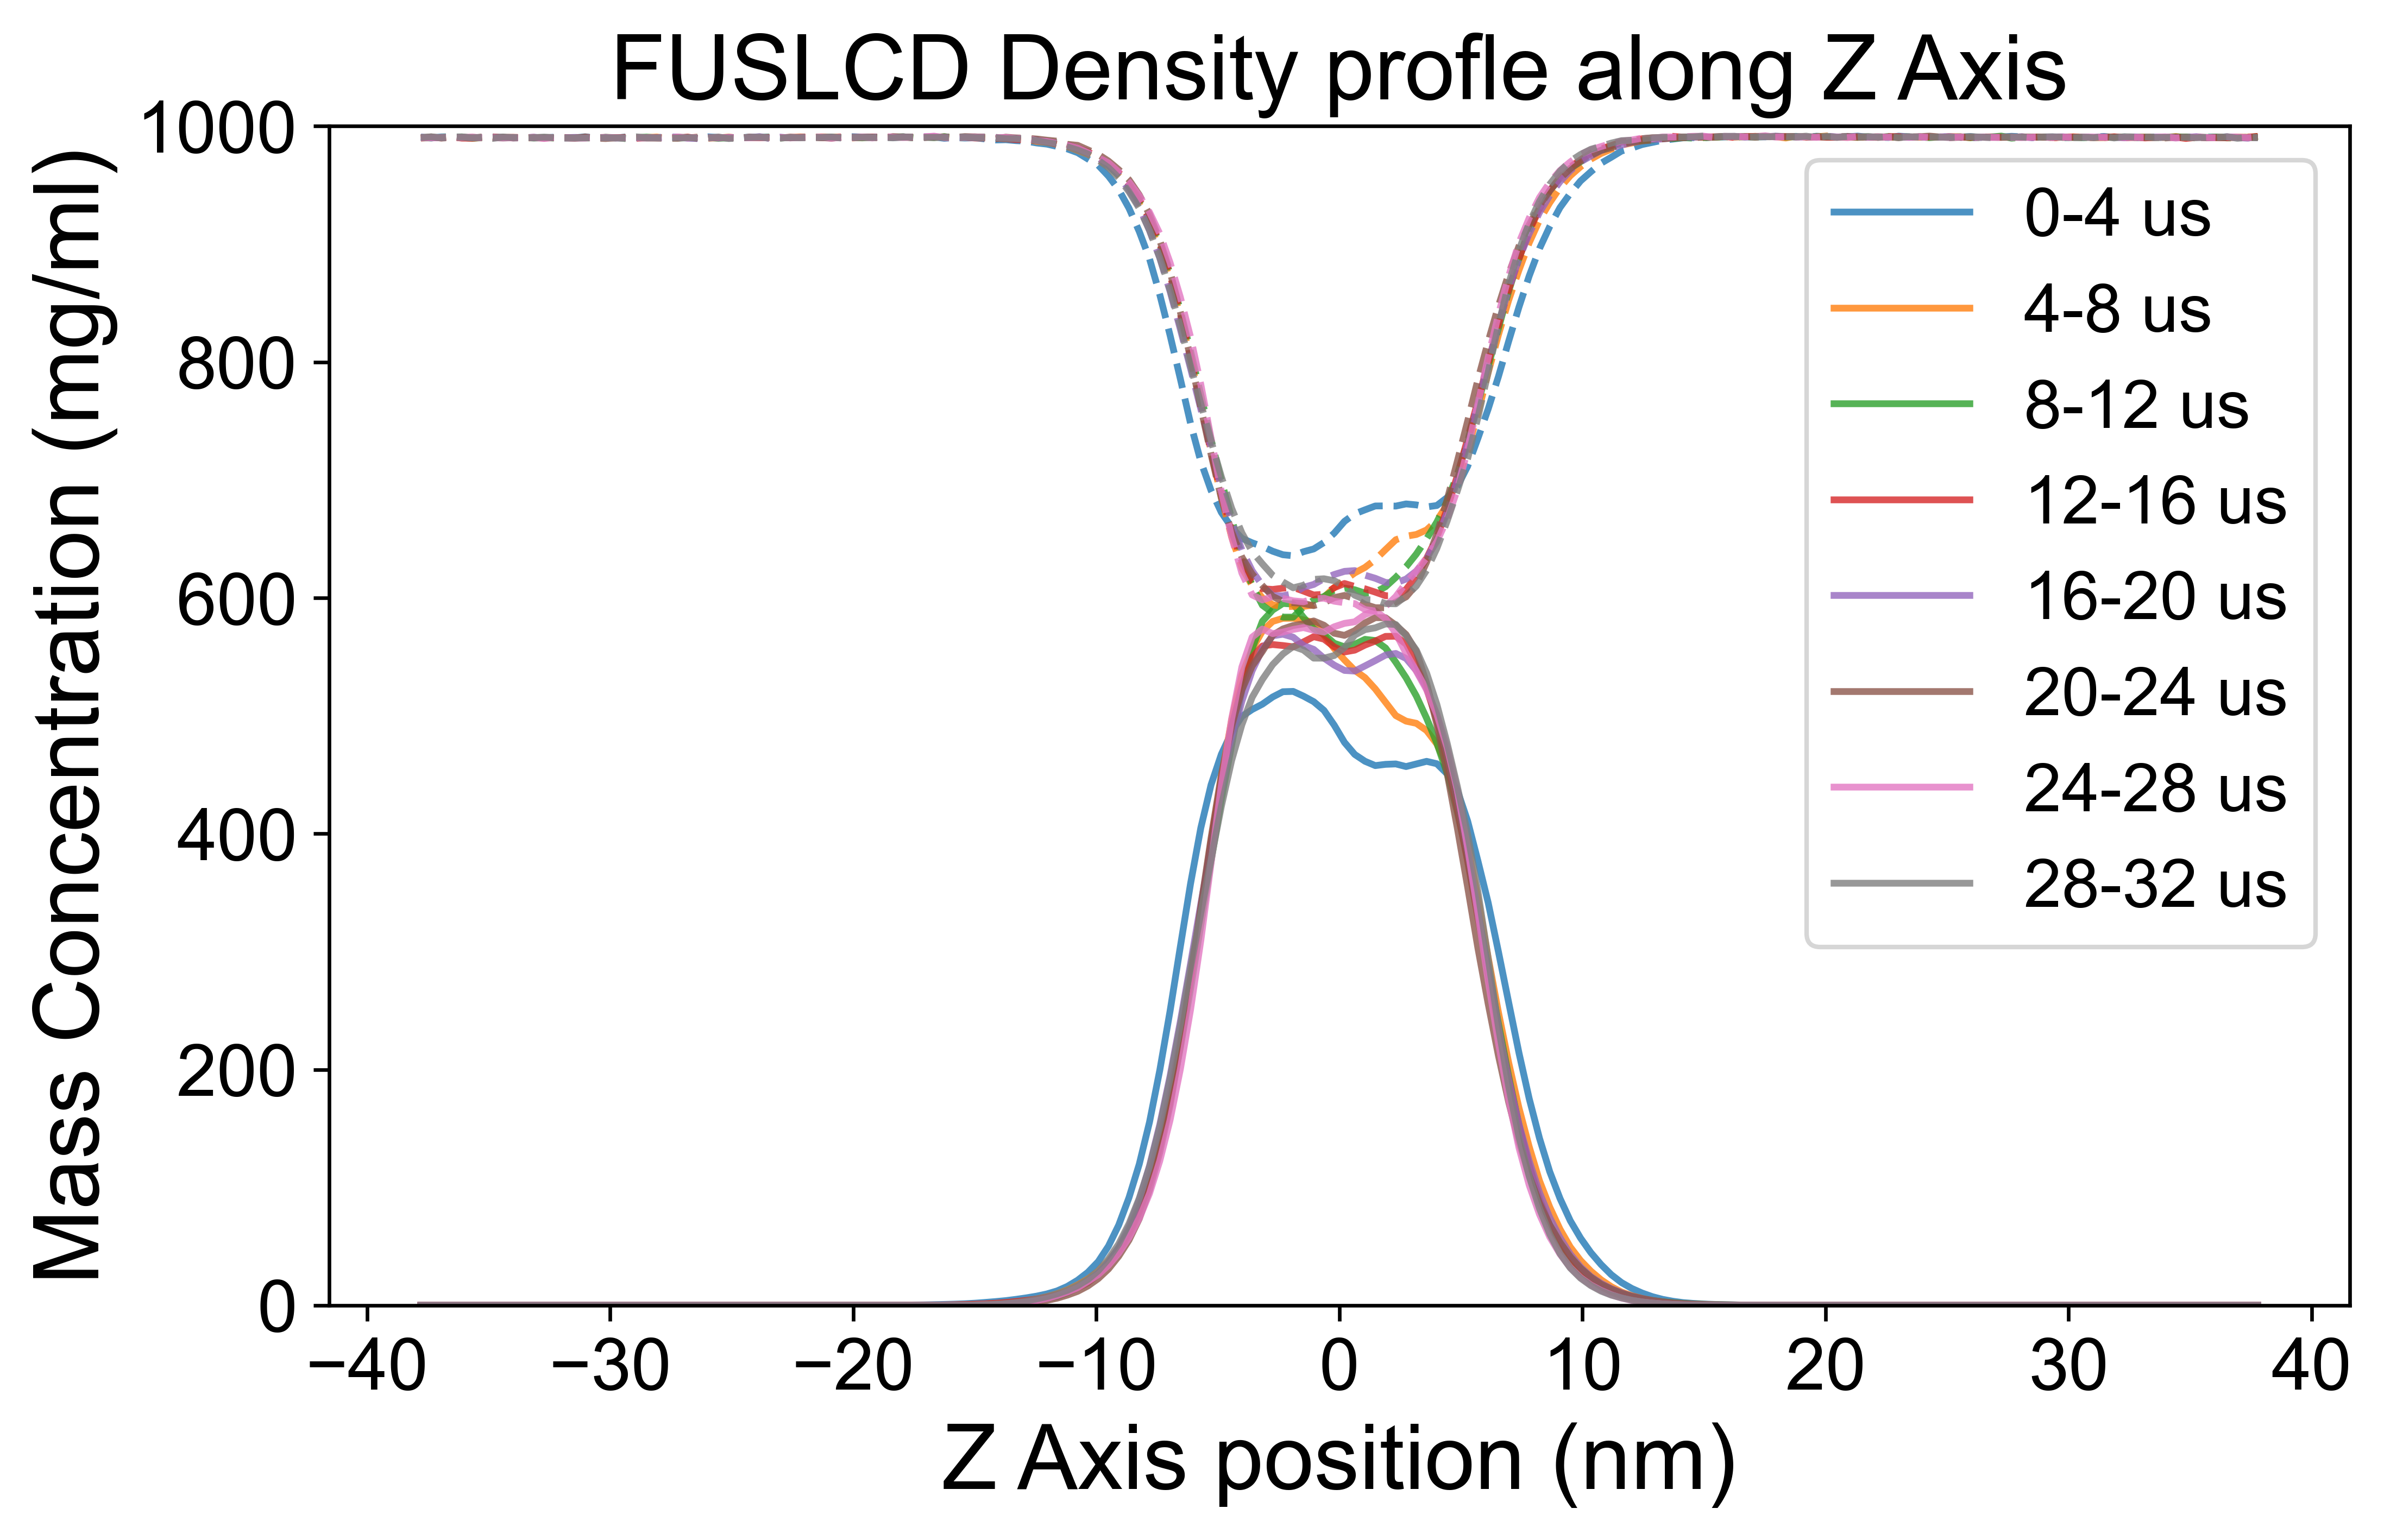 FUSLCD Density profle along Z Axis
Mass Concentration (mg/ml)
1000
800
600
400
200
0
−40 −30 −20 −10 0 10 20 30 40
Z Axis position (nm)
0-4 us
4-8 us
8-12 us
12-16 us
16-20 us
20-24 us
24-28 us
28-32 us